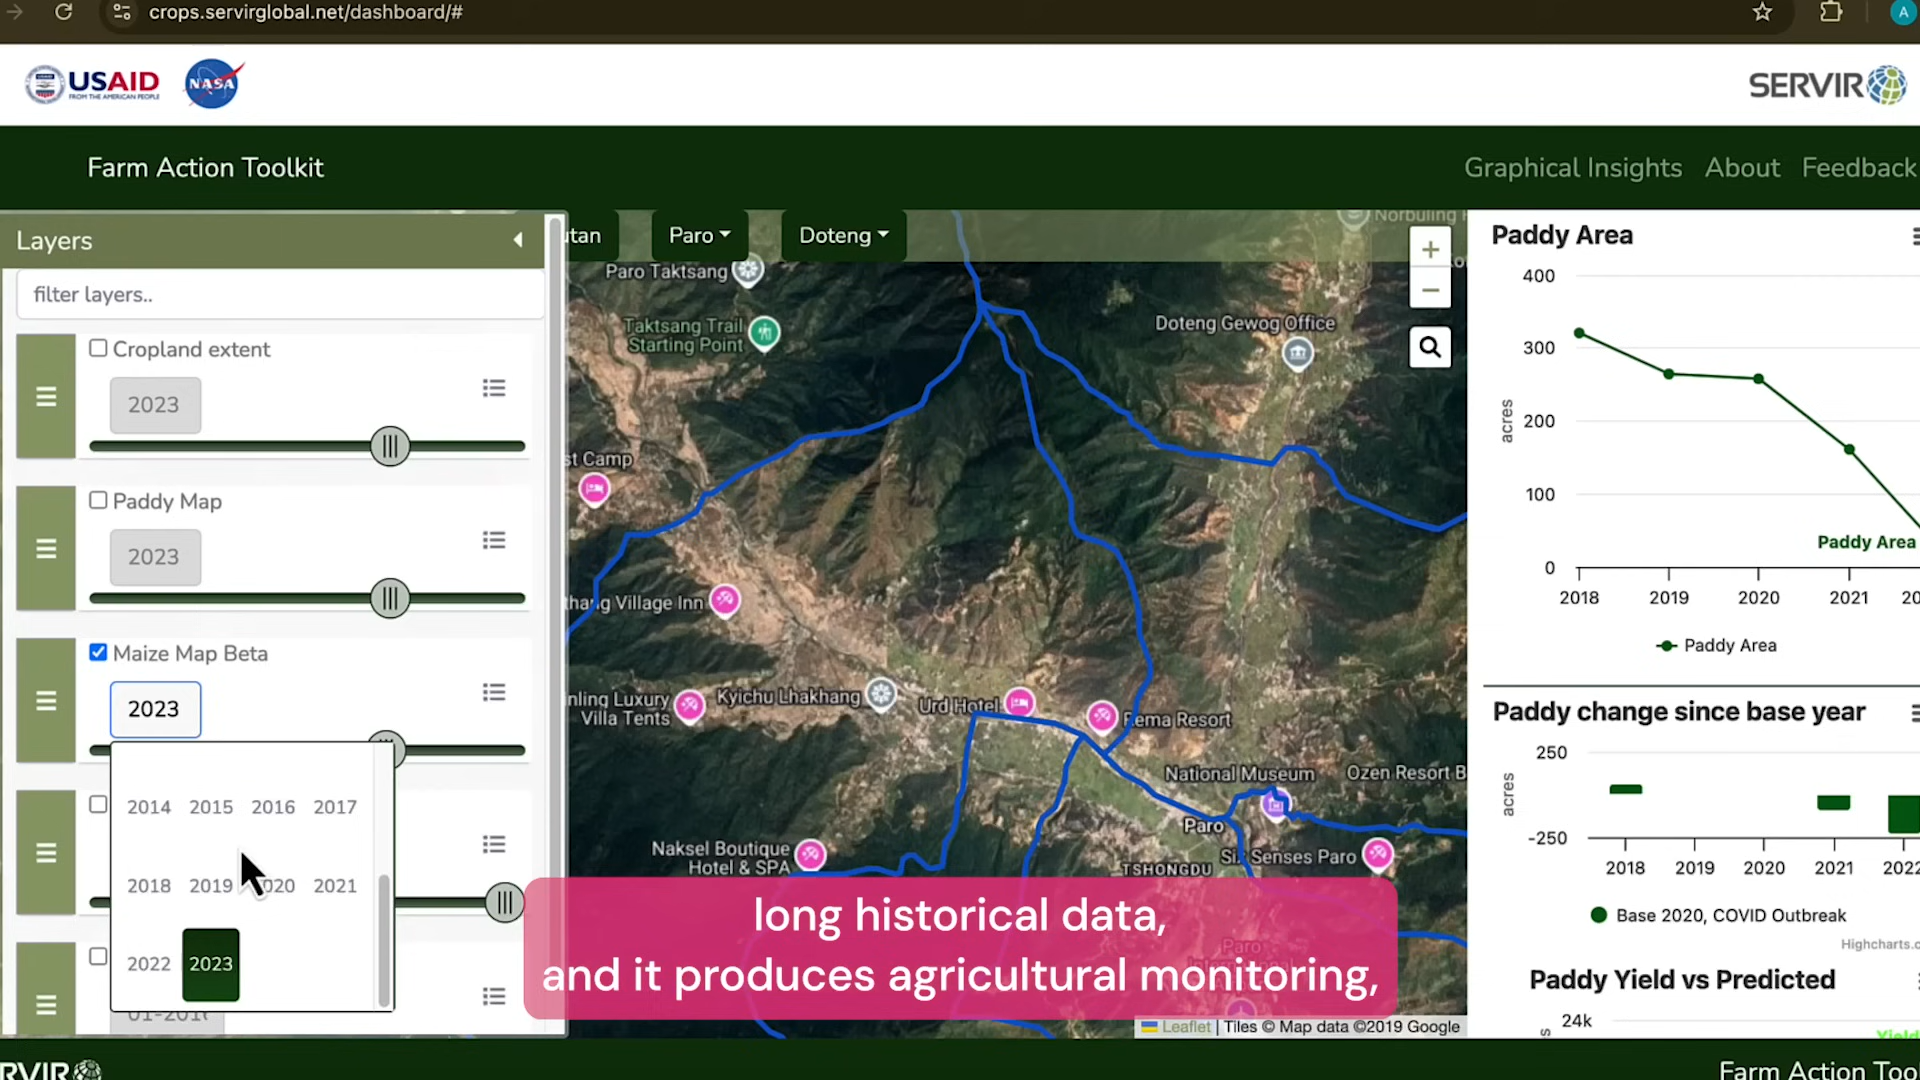 crops.servirglobal.net/dashboard/#
A
USAID
FROM THE AMERICAN PEOPLE
NASA
SERVIR
Farm Action Toolkit
Graphical Insights
About
Feedback
Layers
filter layers..
Cropland extent
2023
Paddy Map
2023
Maize Map Beta
2023
2014 2015 2016 2017
2018 2019 2020 2021
2022 2023
utan
Paro
Doteng
Norbuling
Paro Taktsang
Taktsang Trail
Starting Point
Doteng Gewog Office
st Camp
thang Village Inn
nling Luxury
Villa Tents
Kyichu Lhakhang
Urd Hotel
Rema Resort
National Museum
Ozen Resort B
Paro
Naksel Boutique
Hotel & SPA
TSHONGDU
Six Senses Paro
+
−
long historical data,
and it produces agricultural monitoring,
Leaflet | Tiles © Map data ©2019 Google
Paddy Area
400
300
200
100
0
acres
Paddy Area
2018 2019 2020 2021 20
Paddy Area
Paddy change since base year
250
-250
acres
2018 2019 2020 2021 2022
Base 2020, COVID Outbreak
Highcharts.c
Paddy Yield vs Predicted
24k
Yield
RVIR
Farm Action Too